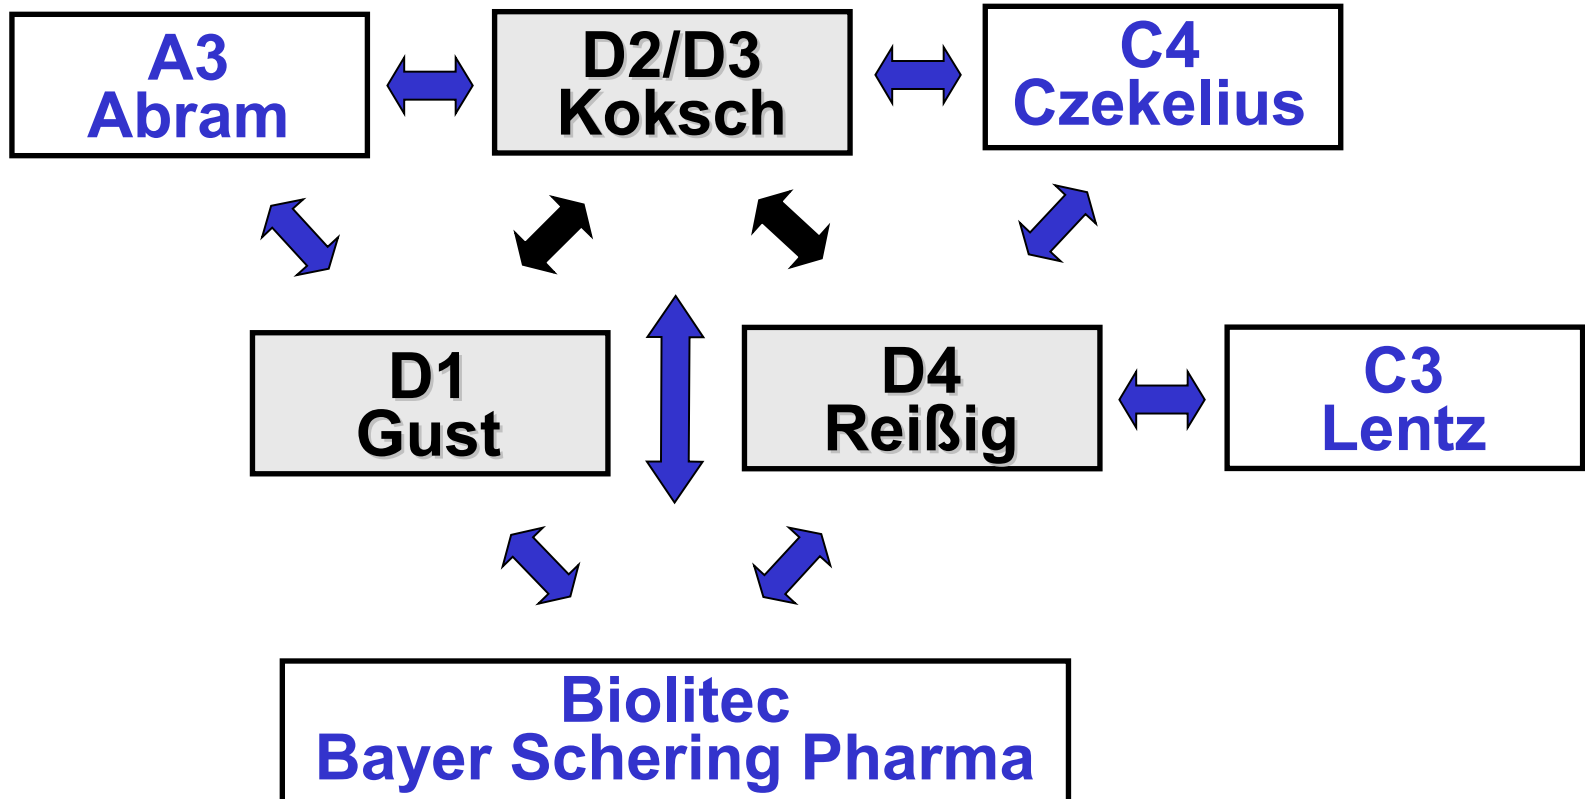 A3
Abram
D2/D3
Koksch
C4
Czekelius
D1
Gust
D4
Reißig
C3
Lentz
Biolitec
Bayer Schering Pharma